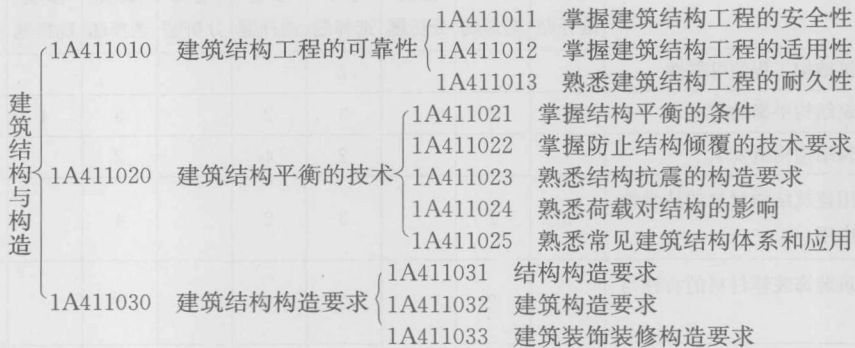 建筑结构与构造
1A411010 建筑结构工程的可靠性
1A411011 掌握建筑结构工程的安全性
1A411012 掌握建筑结构工程的适用性
1A411013 熟悉建筑结构工程的耐久性
1A411020 建筑结构平衡的技术
1A411021 掌握结构平衡的条件
1A411022 掌握防止结构倾覆的技术要求
1A411023 熟悉结构抗震的构造要求
1A411024 熟悉荷载对结构的影响
1A411025 熟悉常见建筑结构体系和应用
1A411030 建筑结构构造要求
1A411031 结构构造要求
1A411032 建筑构造要求
1A411033 建筑装饰装修构造要求